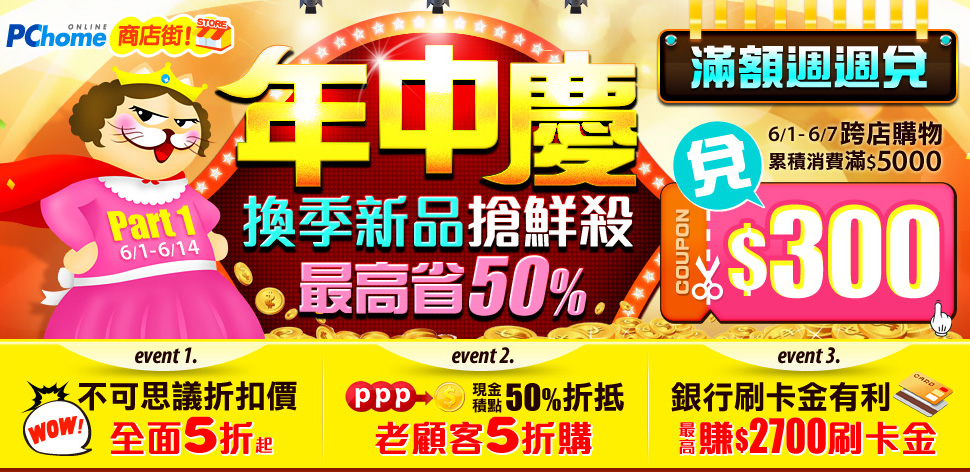 PChome ONLINE 商店街! STORE
年中慶
換季新品搶鮮殺
最高省50%
Part 1
6/1-6/14
滿額週週兌
兌
6/1-6/7跨店購物
累積消費滿$5000
COUPON
$300
event 1.
WOW!
不可思議折扣價
全面5折起
event 2.
ppp
現金積點50%折抵
老顧客5折購
event 3.
銀行刷卡金有利
CARD
最高賺$2700刷卡金